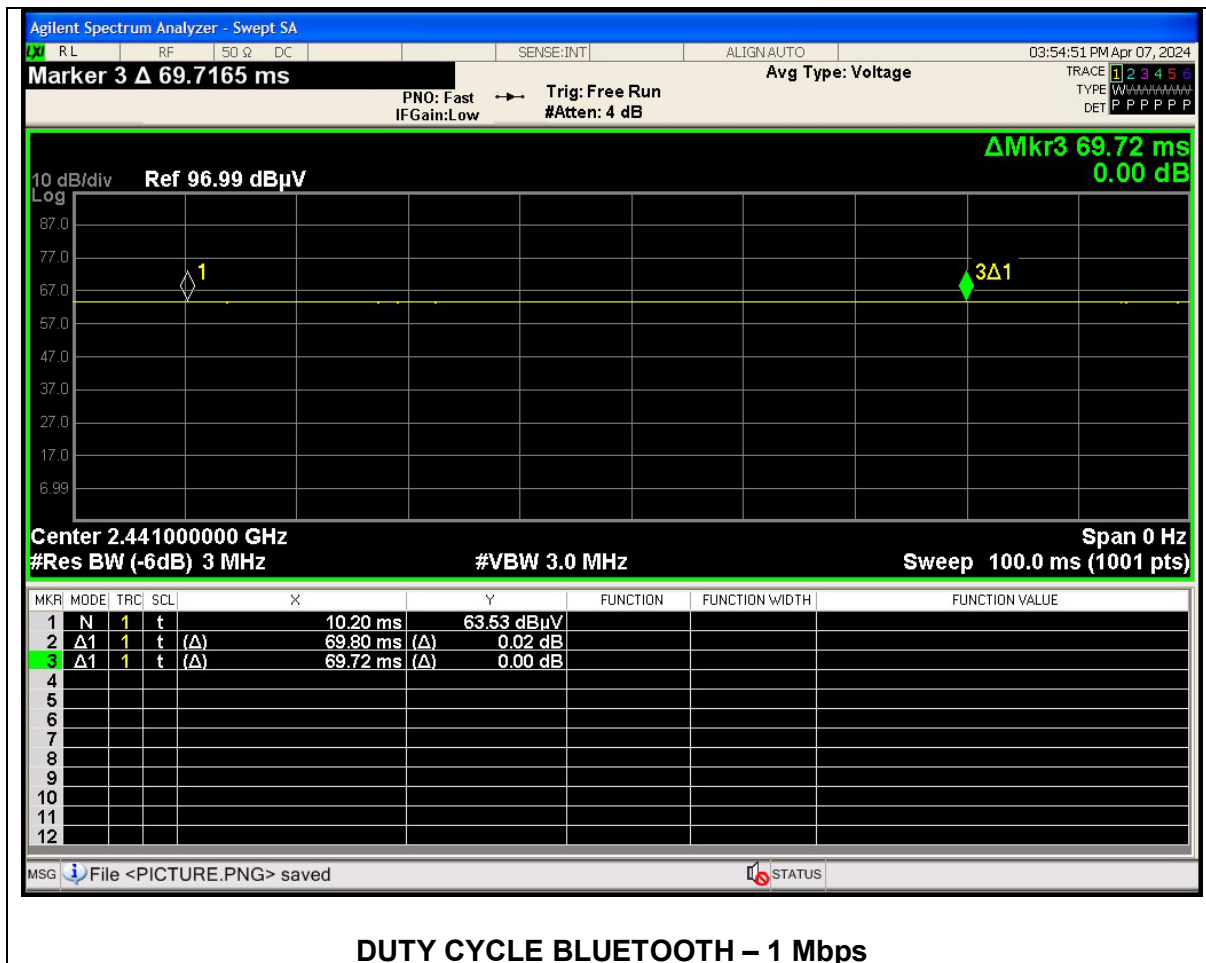 Agilent Spectrum Analyzer - Swept SA
LXI RL RF 50 Ω DC SENSE:INT ALIGN AUTO 03:54:51 PM Apr 07, 2024
Marker 3 Δ 69.7165 ms
PNO: Fast
IFGain:Low
Trig: Free Run
#Atten: 4 dB
Avg Type: Voltage
TRACE 1 2 3 4 5 6
TYPE W
DET P P P P P P
ΔMkr3 69.72 ms
0.00 dB
10 dB/div Ref 96.99 dBµV
Log
87.0
77.0
67.0
57.0
47.0
37.0
27.0
17.0
6.99
1
3Δ1
Center 2.441000000 GHz Span 0 Hz
#Res BW (-6dB) 3 MHz #VBW 3.0 MHz Sweep 100.0 ms (1001 pts)
MKR MODE TRC SCL X Y FUNCTION FUNCTION WIDTH FUNCTION VALUE
1 N 1 t 10.20 ms 63.53 dBµV
2 Δ1 1 t (Δ) 69.80 ms (Δ) 0.02 dB
3 Δ1 1 t (Δ) 69.72 ms (Δ) 0.00 dB
4
5
6
7
8
9
10
11
12
MSG File <PICTURE.PNG> saved STATUS
DUTY CYCLE BLUETOOTH – 1 Mbps